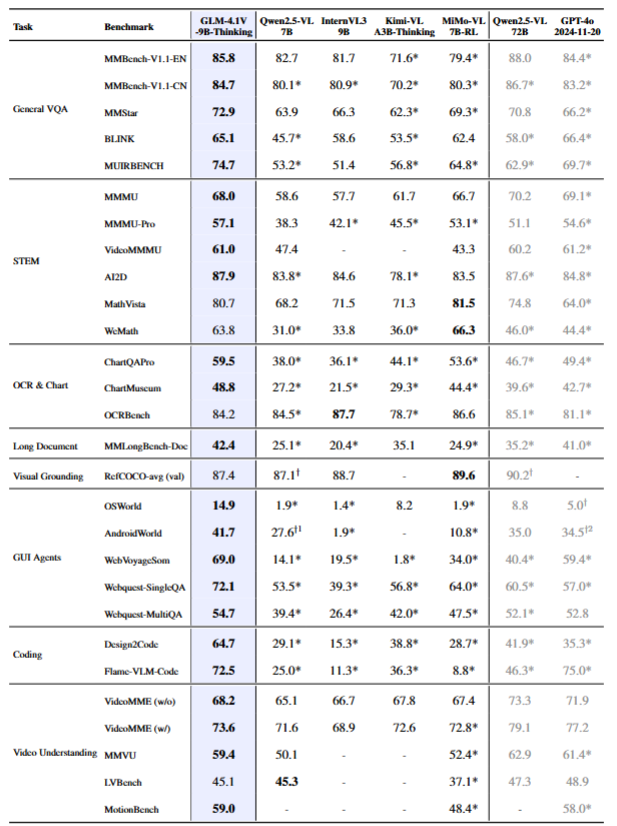 Task Benchmark GLM-4.1V -9B-Thinking Qwen2.5-VL 7B InternVL3 9B Kimi-VL A3B-Thinking MiMo-VL 7B-RL Qwen2.5-VL 72B GPT-4o 2024-11-20
General VQA
MMBench-V1.1-EN 85.8 82.7 81.7 71.6* 79.4* 88.0 84.4*
MMBench-V1.1-CN 84.7 80.1* 80.9* 70.2* 80.3* 86.7* 83.2*
MMStar 72.9 63.9 66.3 62.3* 69.3* 70.8 66.2*
BLINK 65.1 45.7* 58.6 53.5* 62.4 58.0* 66.4*
MUIRBENCH 74.7 53.2* 51.4 56.8* 64.8* 62.9* 69.7*
STEM
MMMU 68.0 58.6 57.7 61.7 66.7 70.2 69.1*
MMMU-Pro 57.1 38.3 42.1* 45.5* 53.1* 51.1 54.6*
VideoMMMU 61.0 47.4 - - 43.3 60.2 61.2*
AI2D 87.9 83.8* 84.6 78.1* 83.5 87.6* 84.8*
MathVista 80.7 68.2 71.5 71.3 81.5 74.8 64.0*
WeMath 63.8 31.0* 33.8 36.0* 66.3 46.0* 44.4*
OCR & Chart
ChartQAPro 59.5 38.0* 36.1* 44.1* 53.6* 46.7* 49.4*
ChartMuseum 48.8 27.2* 21.5* 29.3* 44.4* 39.6* 42.7*
OCRBench 84.2 84.5* 87.7 78.7* 86.6 85.1* 81.1*
Long Document MMLongBench-Doc 42.4 25.1* 20.4* 35.1 24.9* 35.2* 41.0*
Visual Grounding RefCOCO-avg (val) 87.4 87.1† 88.7 - 89.6 90.2† -
GUI Agents
OSWorld 14.9 1.9* 1.4* 8.2 1.9* 8.8 5.0†
AndroidWorld 41.7 27.6†1 1.9* - 10.8* 35.0 34.5†2
WebVoyageSom 69.0 14.1* 19.5* 1.8* 34.0* 40.4* 59.4*
Webquest-SingleQA 72.1 53.5* 39.3* 56.8* 64.0* 60.5* 57.0*
Webquest-MultiQA 54.7 39.4* 26.4* 42.0* 47.5* 52.1* 52.8
Coding
Design2Code 64.7 29.1* 15.3* 38.8* 28.7* 41.9* 35.3*
Flame-VLM-Code 72.5 25.0* 11.3* 36.3* 8.8* 46.3* 75.0*
Video Understanding
VideoMME (w/o) 68.2 65.1 66.7 67.8 67.4 73.3 71.9
VideoMME (w/) 73.6 71.6 68.9 72.6 72.8* 79.1 77.2
MMVU 59.4 50.1 - - 52.4* 62.9 61.4*
LVBench 45.1 45.3 - - 37.1* 47.3 48.9
MotionBench 59.0 - - - 48.4* - 58.0*